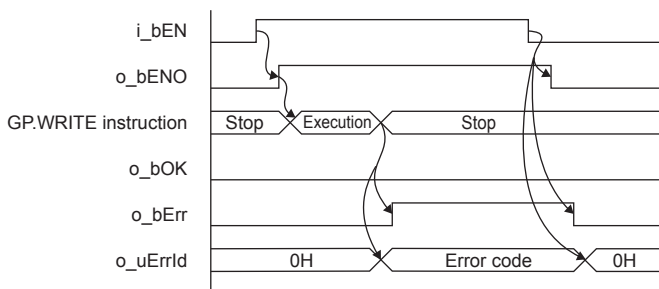 i_bEN
o_bENO
GP.WRITE instruction Stop Execution Stop
o_bOK
o_bErr
o_uErrId 0H Error code 0H